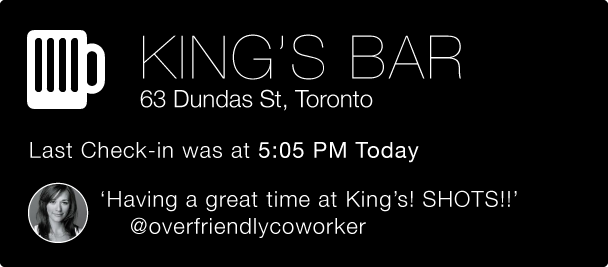 KING’S BAR
63 Dundas St, Toronto
Last Check-in was at 5:05 PM Today
‘Having a great time at King’s! SHOTS!!’
@overfriendlycoworker